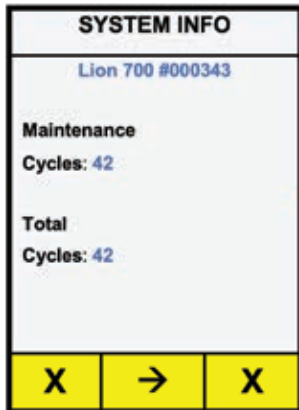 SYSTEM INFO
Lion 700 #000343
Maintenance
Cycles: 42
Total
Cycles: 42
X → X